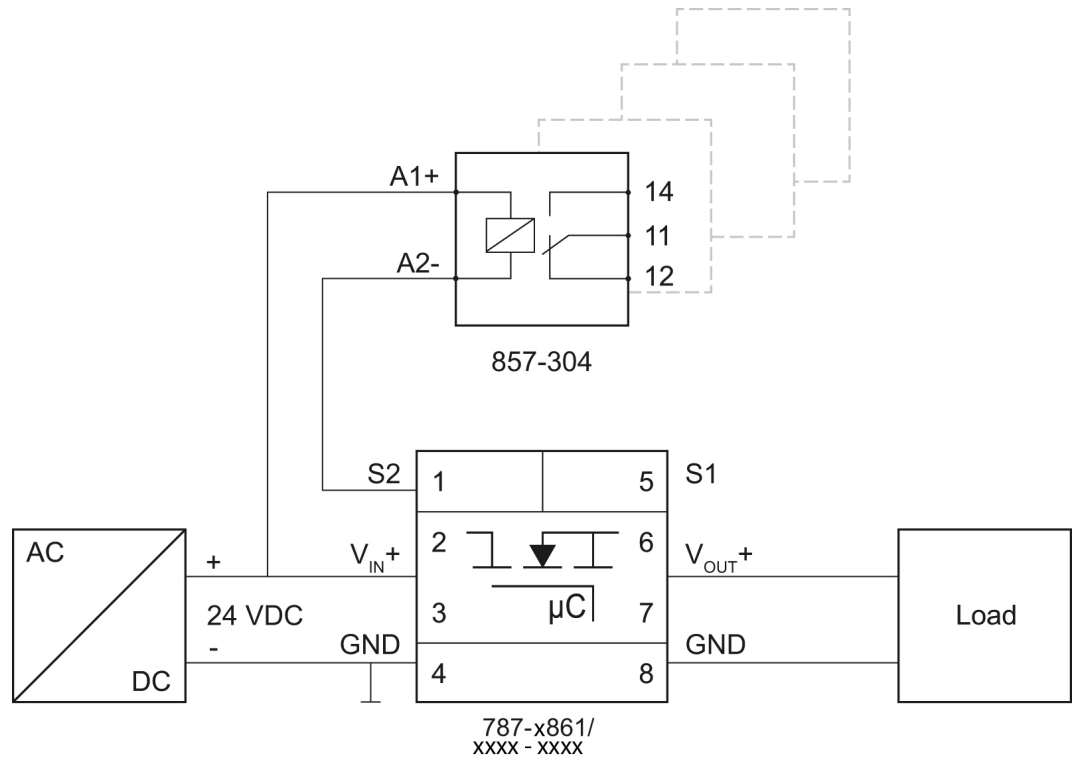 A1+
14
11
A2-
12
857-304
S2
1
5
S1
AC
+
VIN+
2
6
VOUT+
24 VDC
3
µC
7
Load
-
GND
GND
DC
4
8
787-x861/
xxxx - xxxx